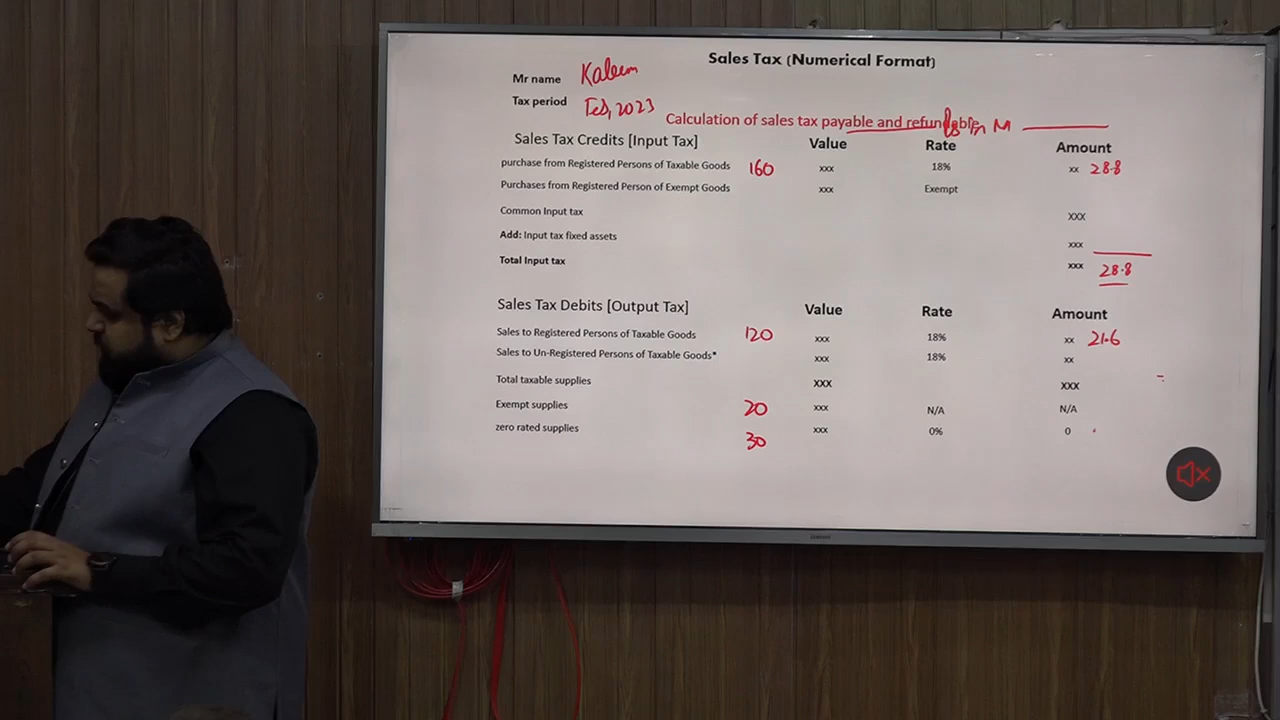 Sales Tax (Numerical Format)
Mr name Kaleem
Tax period Feb, 2023
Calculation of sales tax payable and refundable Rs in M
Sales Tax Credits [Input Tax] Value Rate Amount
purchase from Registered Persons of Taxable Goods 160 xxx 18% xx 28.8
Purchases from Registered Person of Exempt Goods xxx Exempt
Common Input tax xxx
Add: Input tax fixed assets xxx
Total Input tax xxx 28.8
Sales Tax Debits [Output Tax] Value Rate Amount
Sales to Registered Persons of Taxable Goods 120 xxx 18% xx 21.6
Sales to Un-Registered Persons of Taxable Goods* xxx 18% xx
Total taxable supplies xxx xxx
Exempt supplies 20 xxx N/A N/A
zero rated supplies 30 xxx 0% 0
SAMSUNG